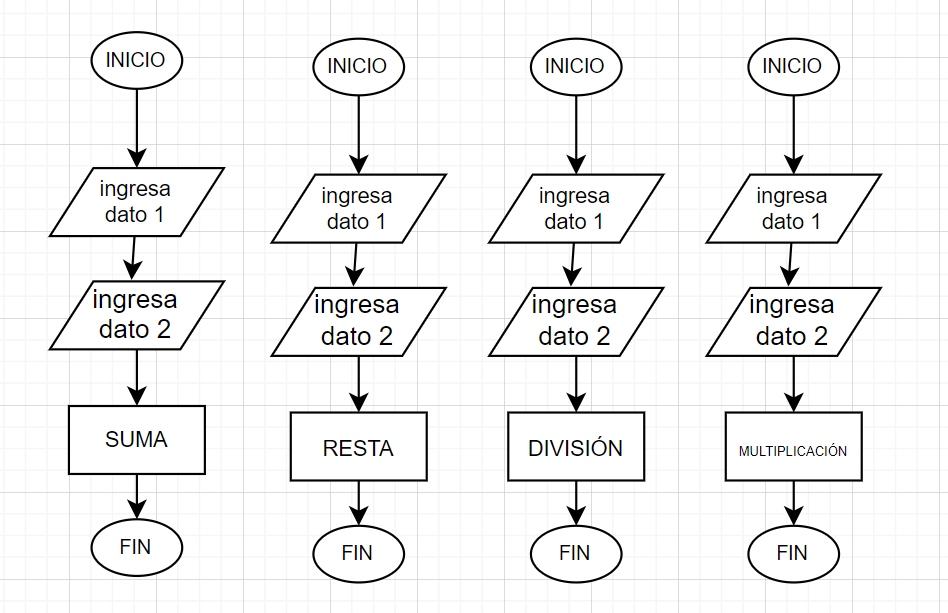 INICIO
ingresa
dato 1
ingresa
dato 2
SUMA
FIN
INICIO
ingresa
dato 1
ingresa
dato 2
RESTA
FIN
INICIO
ingresa
dato 1
ingresa
dato 2
DIVISIÓN
FIN
INICIO
ingresa
dato 1
ingresa
dato 2
MULTIPLICACIÓN
FIN